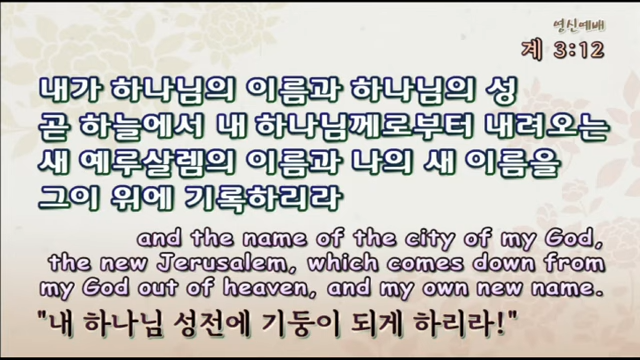 영신예배
계 3:12
내가 하나님의 이름과 하나님의 성
곧 하늘에서 내 하나님께로부터 내려오는
새 예루살렘의 이름과 나의 새 이름을
그이 위에 기록하리라
and the name of the city of my God,
the new Jerusalem, which comes down from
my God out of heaven, and my own new name.
"내 하나님 성전에 기둥이 되게 하리라!"